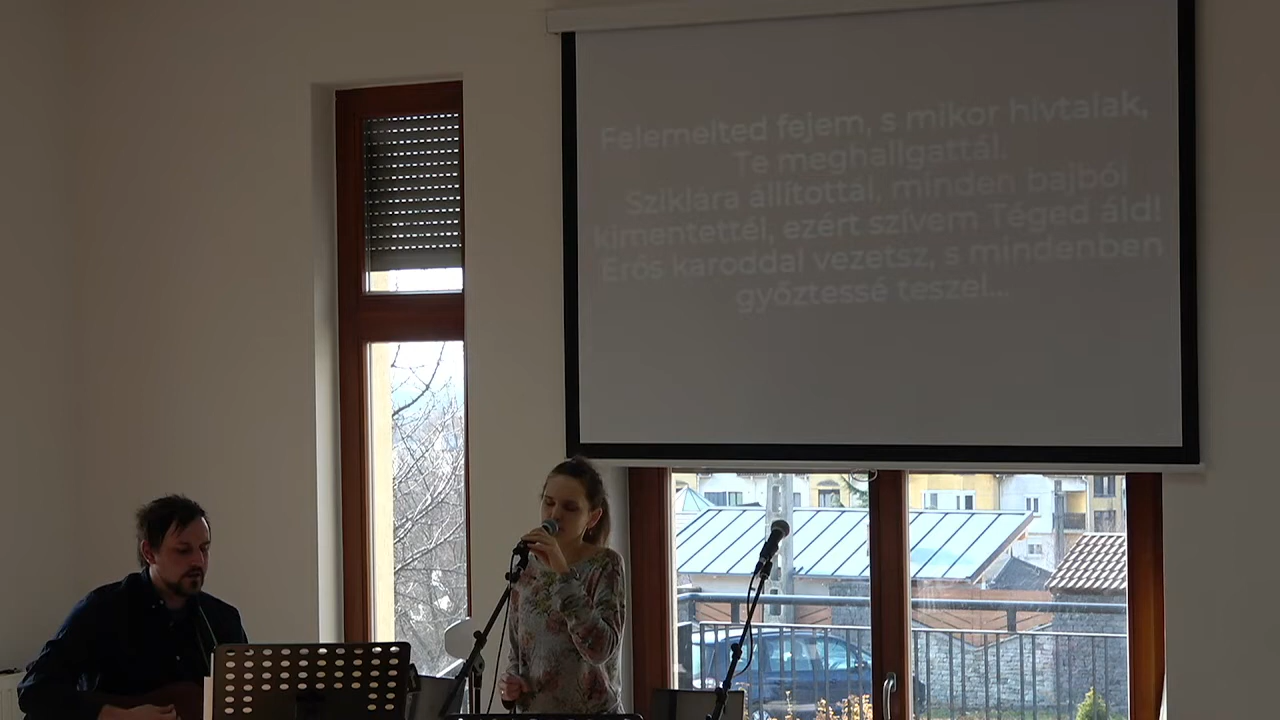 Felemelted fejem, s mikor hívtalak,
Te meghallgattál.
Sziklára állítottál, minden bajból
kimentettél, ezért szívem Téged áld!
Erős karoddal vezetsz, s mindenben
győztessé teszel...